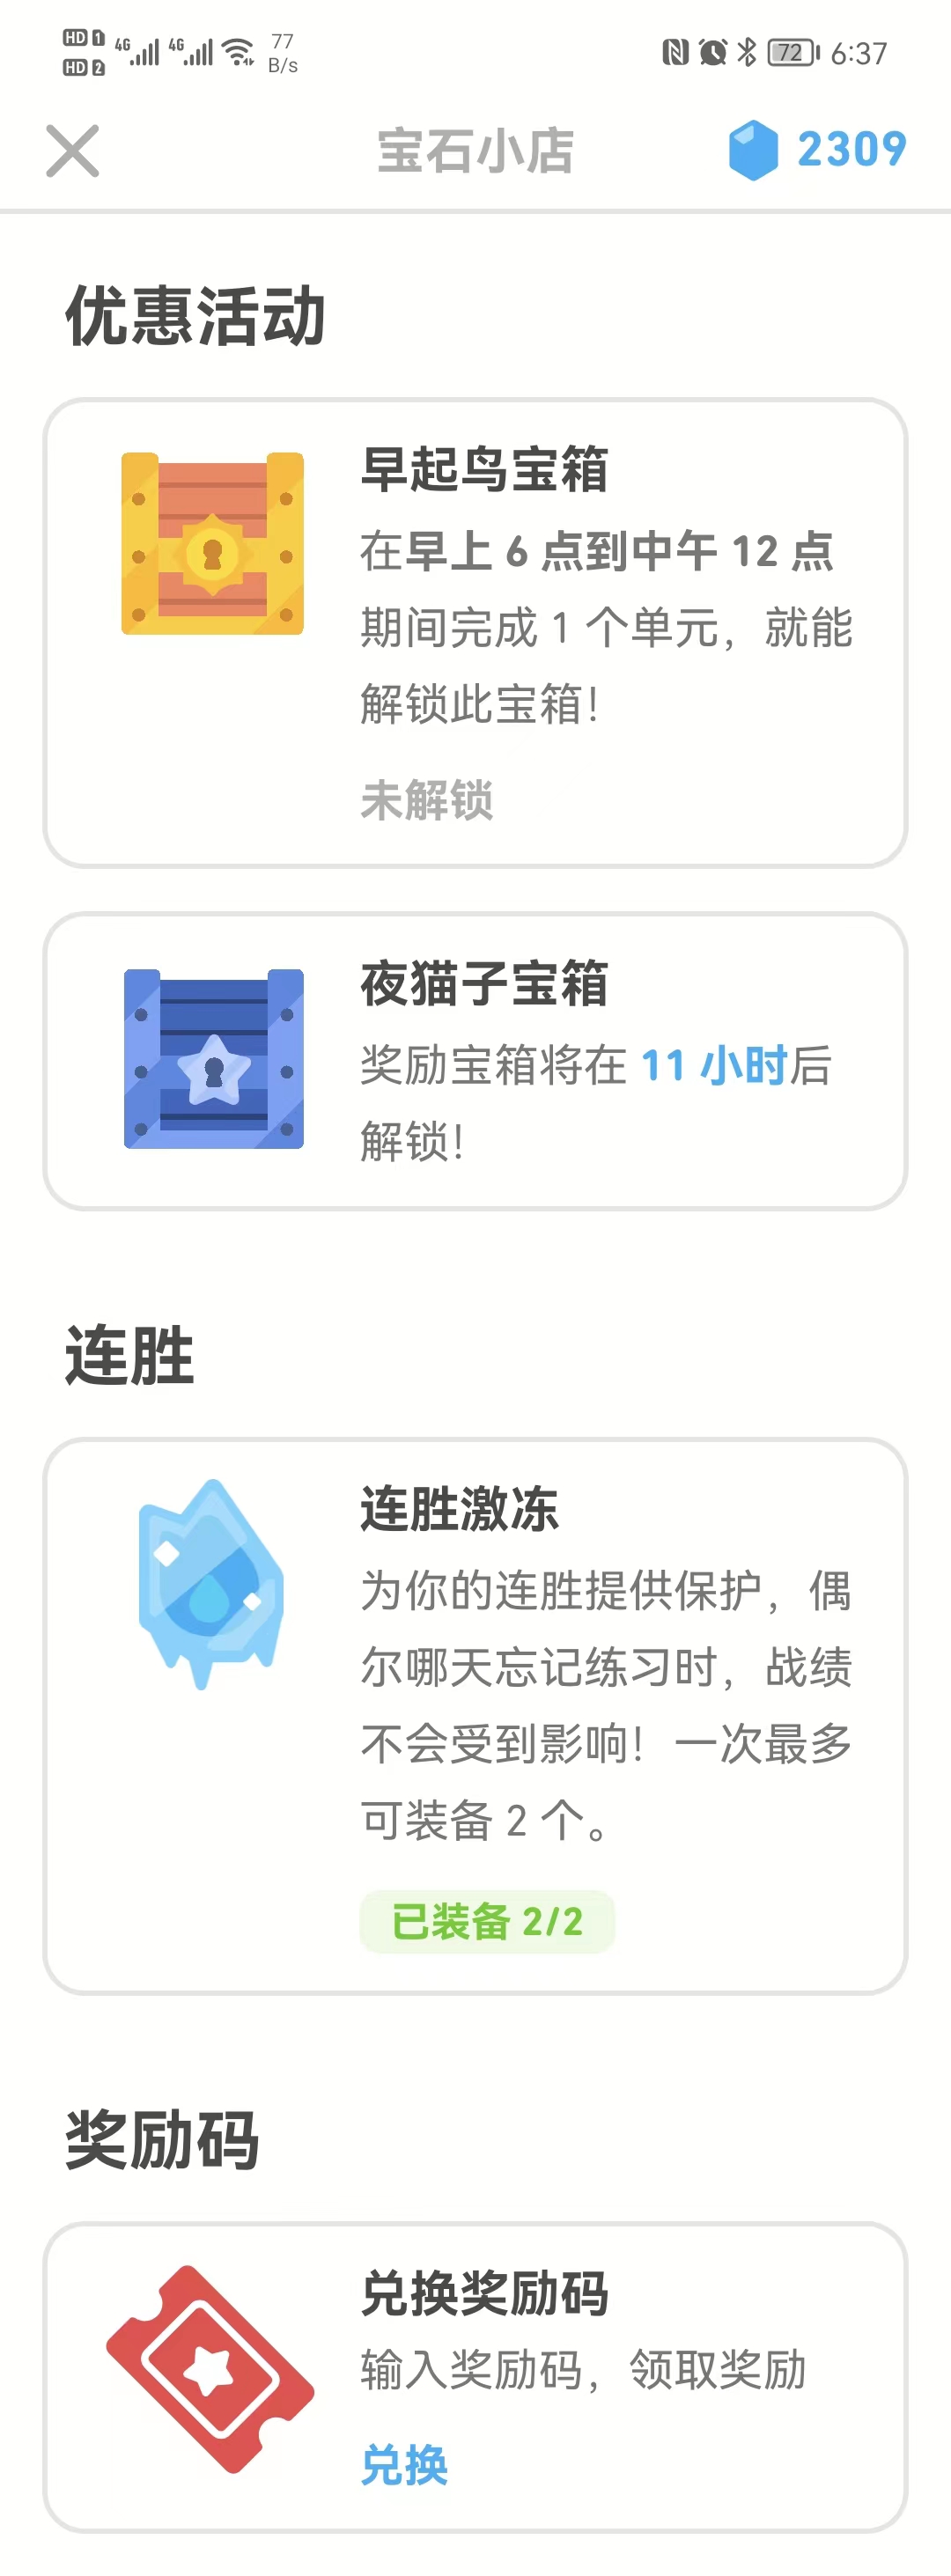 HD 1 4G 4G 77 72 6:37
HD 2 B/s
宝石小店 2309
优惠活动
早起鸟宝箱
在早上 6 点到中午 12 点
期间完成 1 个单元，就能
解锁此宝箱！
未解锁
夜猫子宝箱
奖励宝箱将在 11 小时后
解锁！
连胜
连胜激冻
为你的连胜提供保护，偶
尔哪天忘记练习时，战绩
不会受到影响！一次最多
可装备 2 个。
已装备 2/2
奖励码
兑换奖励码
输入奖励码，领取奖励
兑换